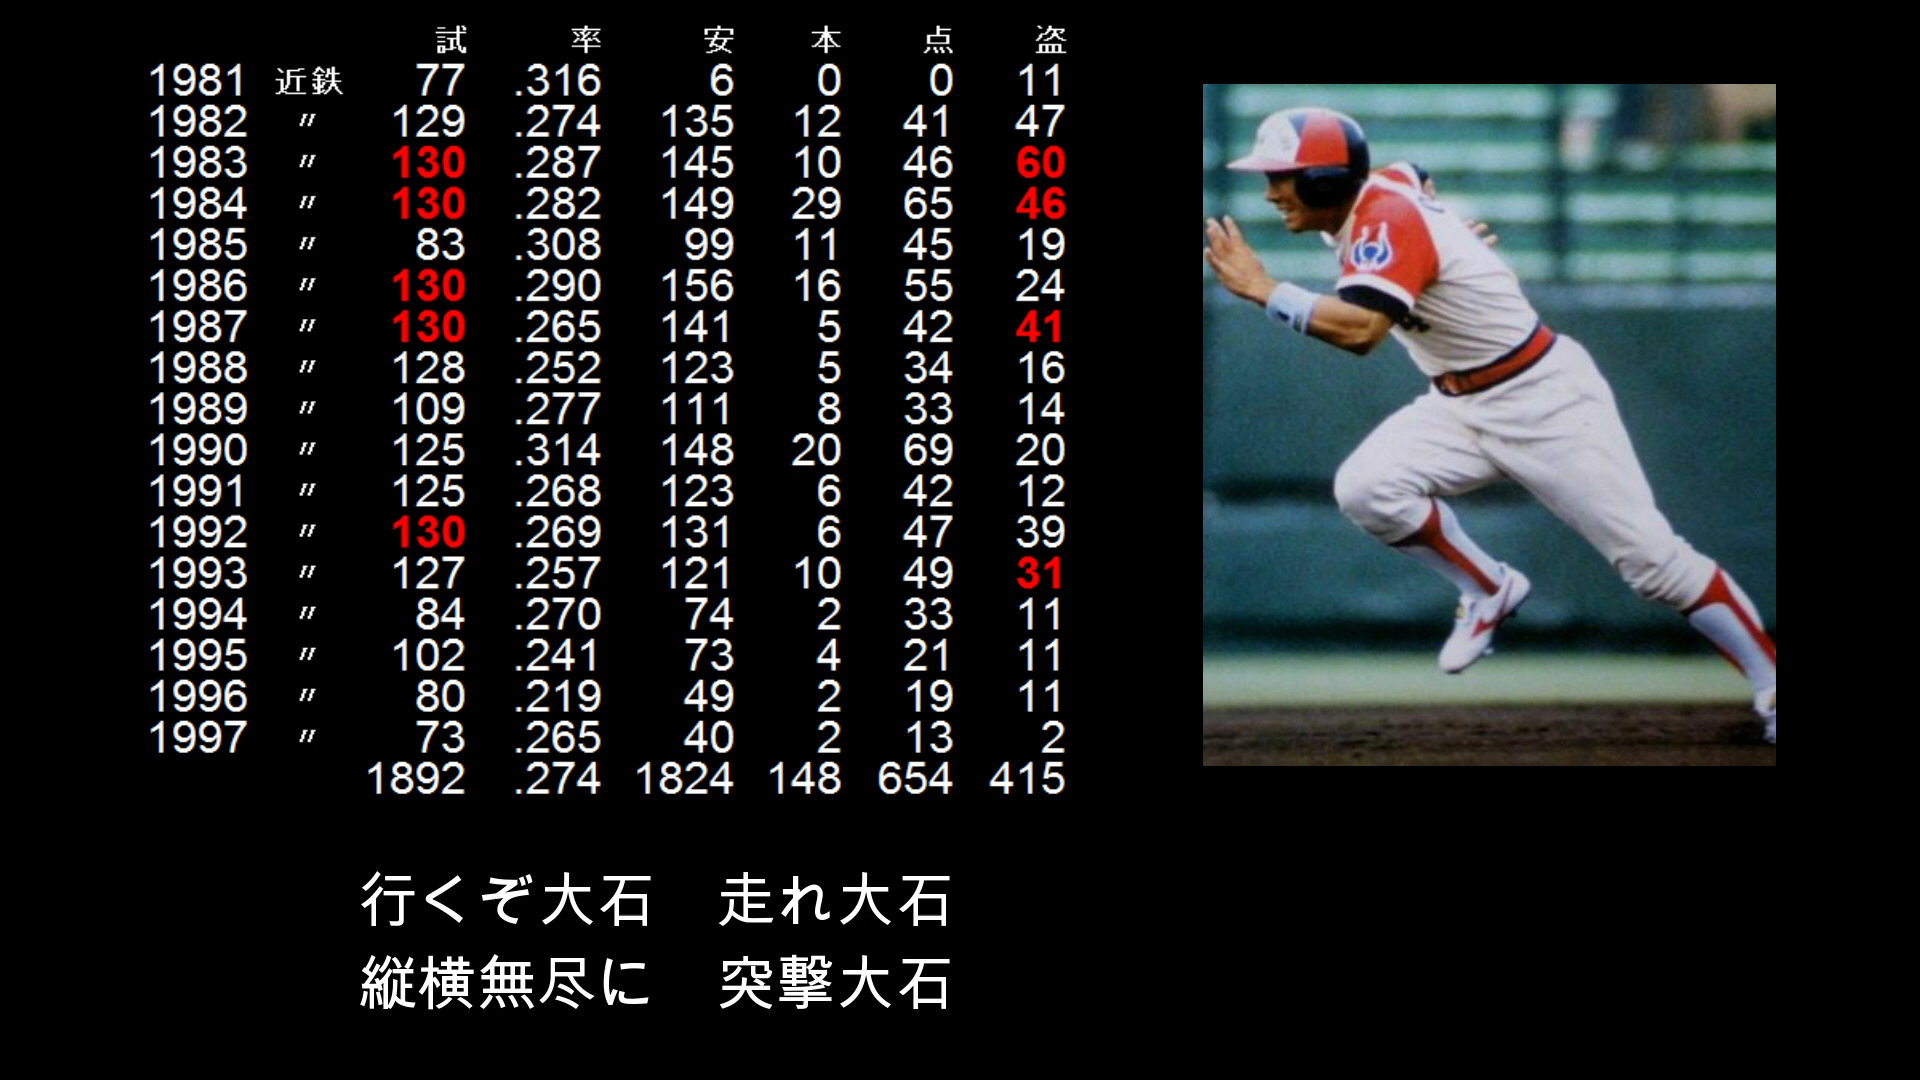 試 率 安 本 点 盗
1981 近鉄 77 .316 6 0 0 11
1982 〃 129 .274 135 12 41 47
1983 〃 130 .287 145 10 46 60
1984 〃 130 .282 149 29 65 46
1985 〃 83 .308 99 11 45 19
1986 〃 130 .290 156 16 55 24
1987 〃 130 .265 141 5 42 41
1988 〃 128 .252 123 5 34 16
1989 〃 109 .277 111 8 33 14
1990 〃 125 .314 148 20 69 20
1991 〃 125 .268 123 6 42 12
1992 〃 130 .269 131 6 47 39
1993 〃 127 .257 121 10 49 31
1994 〃 84 .270 74 2 33 11
1995 〃 102 .241 73 4 21 11
1996 〃 80 .219 49 2 19 11
1997 〃 73 .265 40 2 13 2
1892 .274 1824 148 654 415
行くぞ大石　走れ大石
縦横無尽に　突撃大石